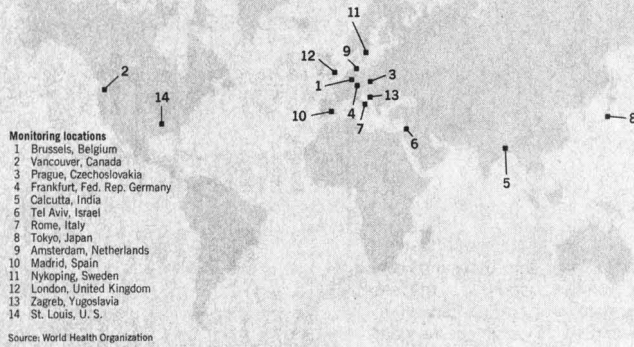 11
2
12
9
3
14
1
13
4
10
7
8
6
5
Monitoring locations
1 Brussels, Belgium
2 Vancouver, Canada
3 Prague, Czechoslovakia
4 Frankfurt, Fed. Rep. Germany
5 Calcutta, India
6 Tel Aviv, Israel
7 Rome, Italy
8 Tokyo, Japan
9 Amsterdam, Netherlands
10 Madrid, Spain
11 Nykoping, Sweden
12 London, United Kingdom
13 Zagreb, Yugoslavia
14 St. Louis, U. S.
Source: World Health Organization